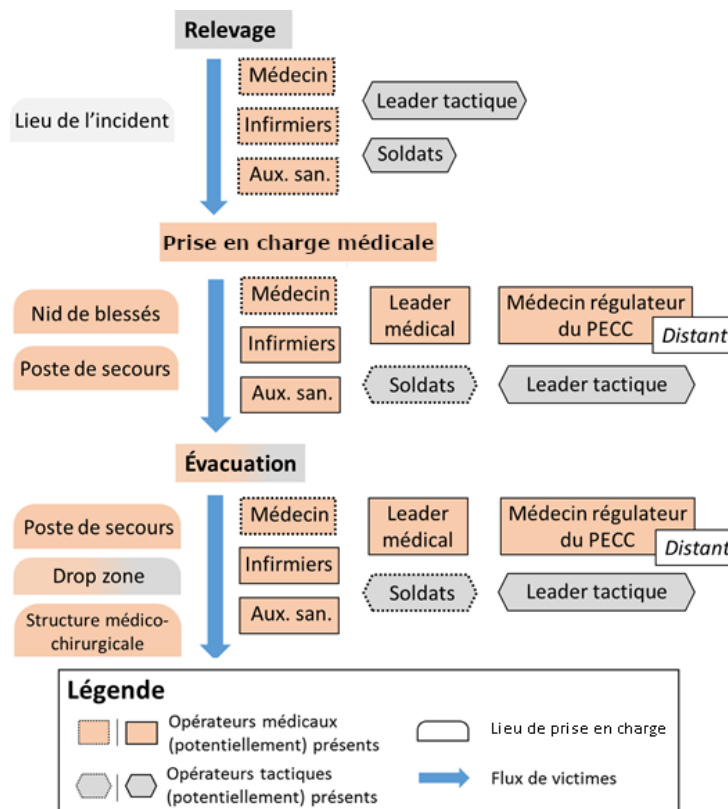 Relevage
Médecin
Leader tactique
Lieu de l'incident
Infirmiers
Soldats
Aux. san.
Prise en charge médicale
Médecin
Nid de blessés
Leader
médical
Médecin régulateur
du PECC
Distant
Infirmiers
Poste de secours
Aux. san.
Soldats
Leader tactique
Évacuation
Médecin
Poste de secours
Leader
médical
Médecin régulateur
du PECC
Distant
Infirmiers
Drop zone
Soldats
Leader tactique
Aux. san.
Structure médico-
chirurgicale
Légende
Opérateurs médicaux
(potentiellement) présents
Lieu de prise en charge
Opérateurs tactiques
(potentiellement) présents
Flux de victimes